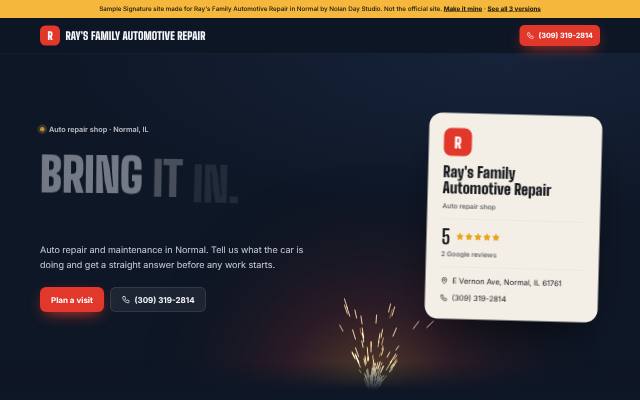 Sample Signature site made for Ray's Family Automotive Repair in Normal by Nolan Day Studio. Not the official site. Make it mine · See all 3 versions
R RAY'S FAMILY AUTOMOTIVE REPAIR
(309) 319-2814
Auto repair shop · Normal, IL
BRING IT IN.
Auto repair and maintenance in Normal. Tell us what the car is
doing and get a straight answer before any work starts.
Plan a visit
(309) 319-2814
R
Ray's Family
Automotive Repair
Auto repair shop
5
2 Google reviews
E Vernon Ave, Normal, IL 61761
(309) 319-2814